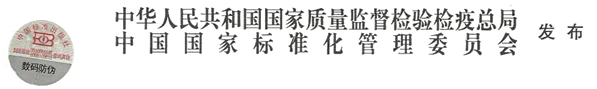 中华人民共和国国家质量监督检验检疫总局
中国国家标准化管理委员会
发布
数码防伪